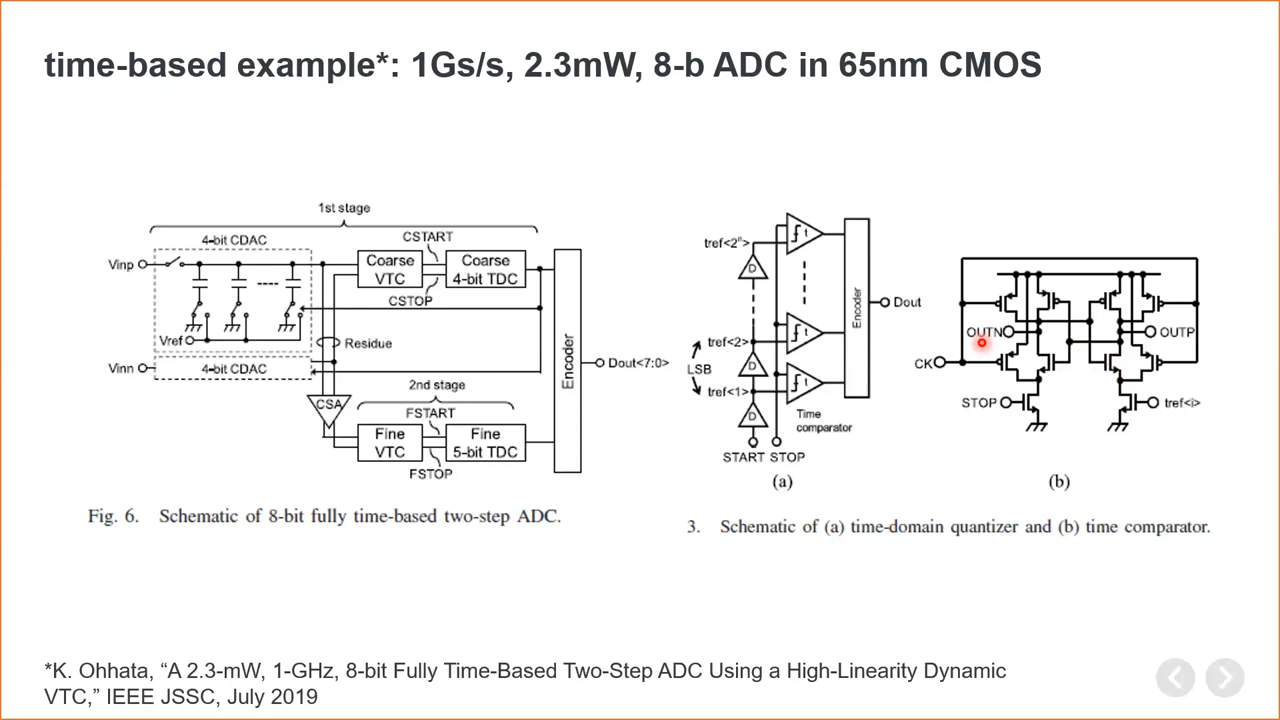 time-based example*: 1Gs/s, 2.3mW, 8-b ADC in 65nm CMOS
1st stage
4-bit CDAC
CSTART
Vinp
Coarse
VTC
Coarse
4-bit TDC
CSTOP
Vref
Residue
Vinn
4-bit CDAC
2nd stage
CSA
FSTART
Fine
VTC
Fine
5-bit TDC
FSTOP
Encoder
Dout<7:0>
Fig. 6. Schematic of 8-bit fully time-based two-step ADC.
tref<2ⁿ>
t
D
tref<2>
t
LSB
D
tref<1>
t
D
Time
comparator
START STOP
Encoder
Dout
(a)
OUTN
OUTP
CK
STOP
tref<i>
(b)
3. Schematic of (a) time-domain quantizer and (b) time comparator.
*K. Ohhata, “A 2.3-mW, 1-GHz, 8-bit Fully Time-Based Two-Step ADC Using a High-Linearity Dynamic
VTC,” IEEE JSSC, July 2019